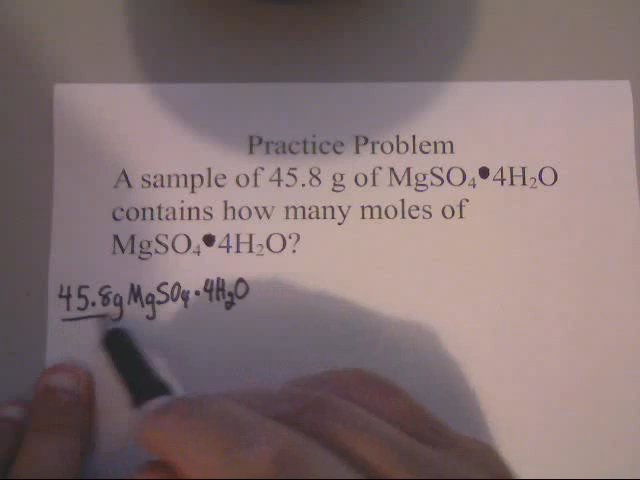 Practice Problem
A sample of 45.8 g of MgSO₄•4H₂O
contains how many moles of
MgSO₄•4H₂O?
45.8g MgSO₄·4H₂O